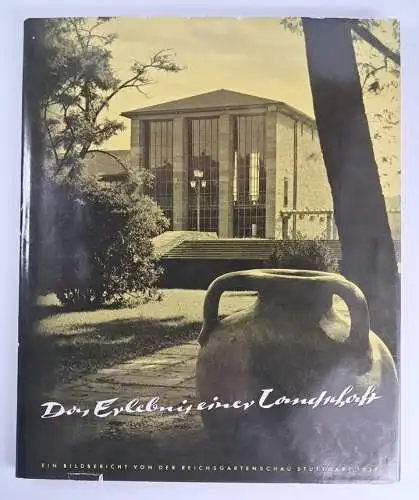 Das Erlebnis einer Landschaft
EIN BILDBERICHT VON DER REICHSGARTENSCHAU STUTTGART 1939